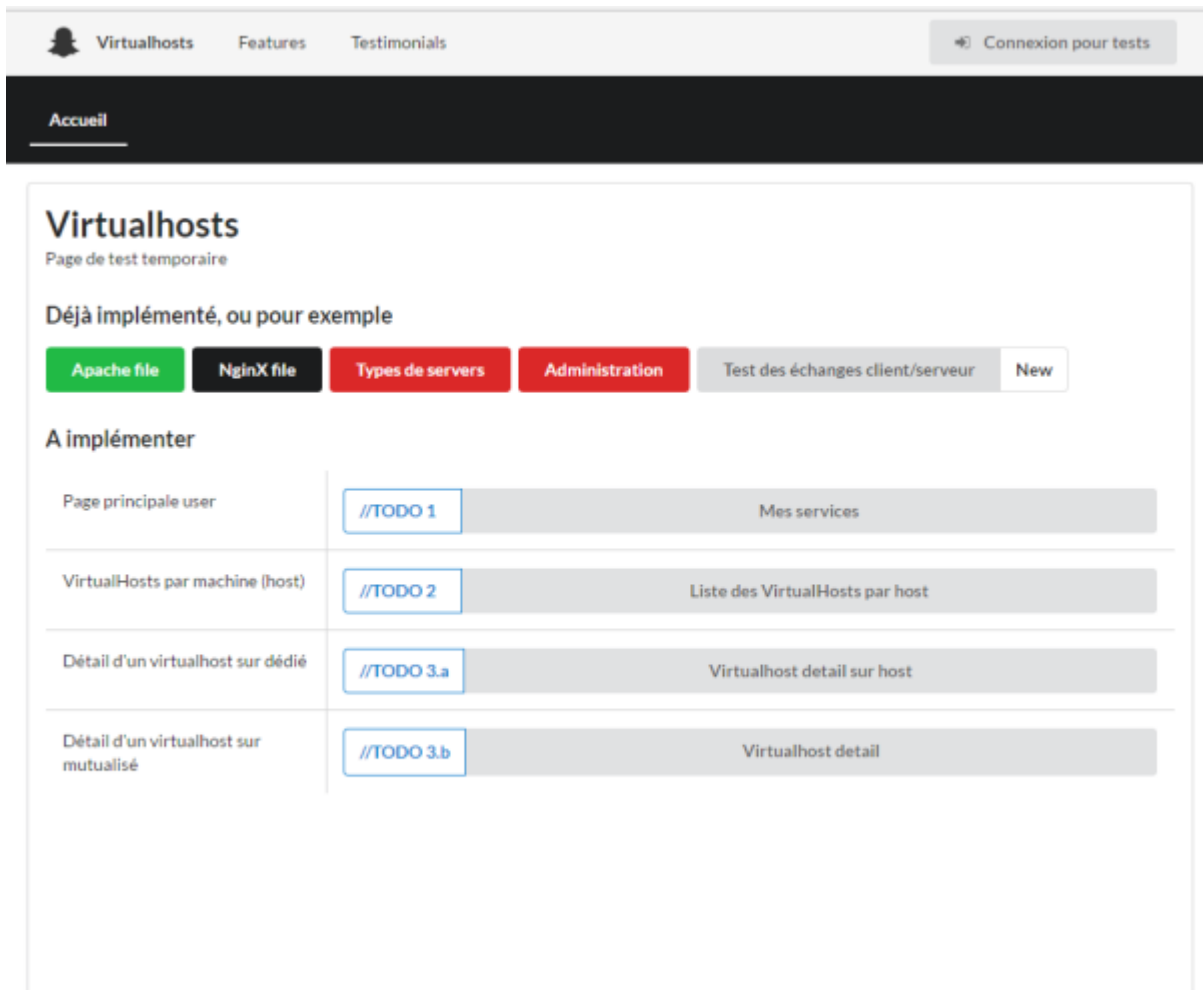 Virtualhosts Features Testimonials Connexion pour tests
Accueil
Virtualhosts
Page de test temporaire
Déjà implémenté, ou pour exemple
Apache file NginX file Types de servers Administration Test des échanges client/serveur New
A implémenter
Page principale user //TODO 1 Mes services
VirtualHosts par machine (host) //TODO 2 Liste des VirtualHosts par host
Détail d'un virtualhost sur dédié //TODO 3.a Virtualhost detail sur host
Détail d'un virtualhost sur
mutualisé //TODO 3.b Virtualhost detail